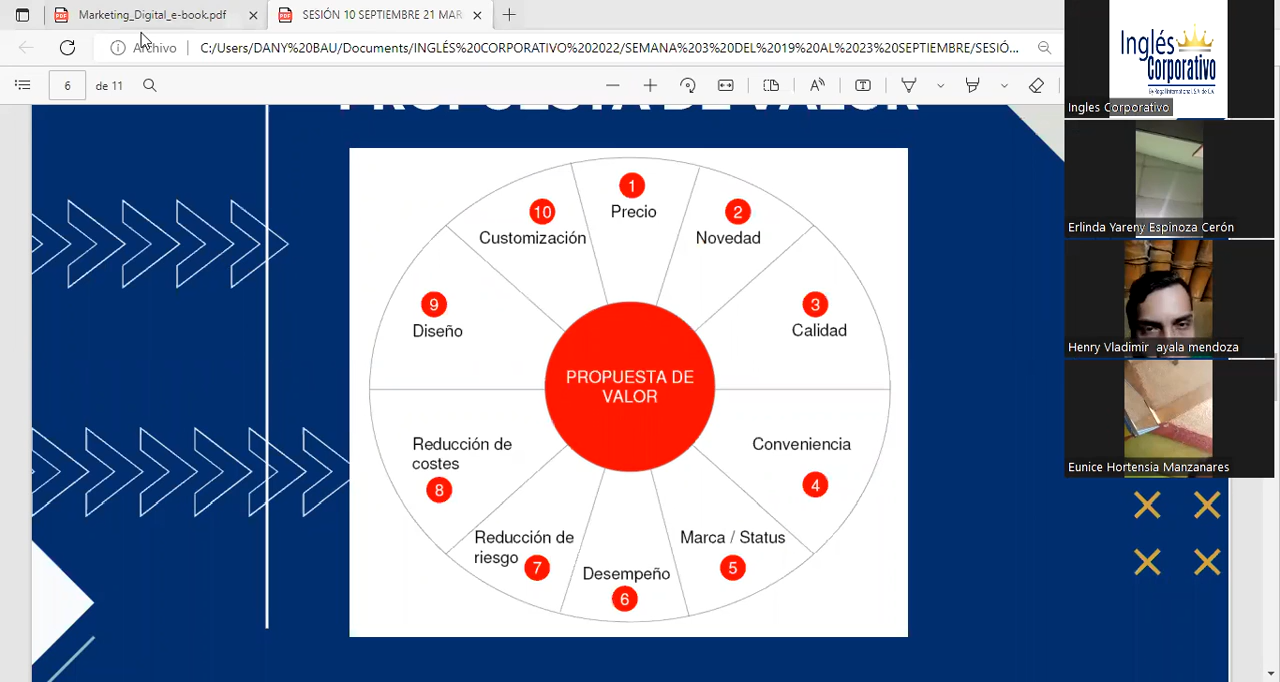 Marketing_Digital_e-book.pdf
SESIÓN 10 SEPTIEMBRE 21 MAR
Archivo
C:/Users/DANY%20BAU/Documents/INGLÉS%20CORPORATIVO%202022/SEMANA%203%20DEL%2019%20AL%2023%20SEPTIEMBRE/SESIÓ...
6
de 11
PROPUESTA DE VALOR
1
Precio
2
Novedad
3
Calidad
Conveniencia
4
Marca / Status
5
Desempeño
6
Reducción de
riesgo
7
Reducción de
costes
8
9
Diseño
10
Customización
PROPUESTA DE
VALOR
Inglés
Corporativo
Ingles Corporativo
Erlinda Yareny Espinoza Cerón
Henry Vladimir ayala mendoza
Eunice Hortensia Manzanares